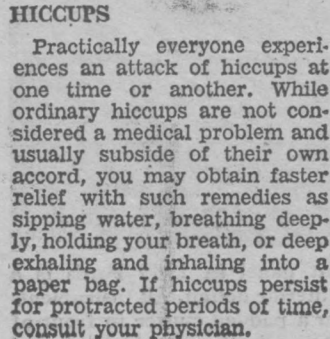 HICCUPS
Practically everyone experi-
ences an attack of hiccups at
one time or another. While
ordinary hiccups are not con-
sidered a medical problem and
usually subside of their own
accord, you may obtain faster
relief with such remedies as
sipping water, breathing deep-
ly, holding your breath, or deep
exhaling and inhaling into a
paper bag. If hiccups persist
for protracted periods of time,
consult your physician.